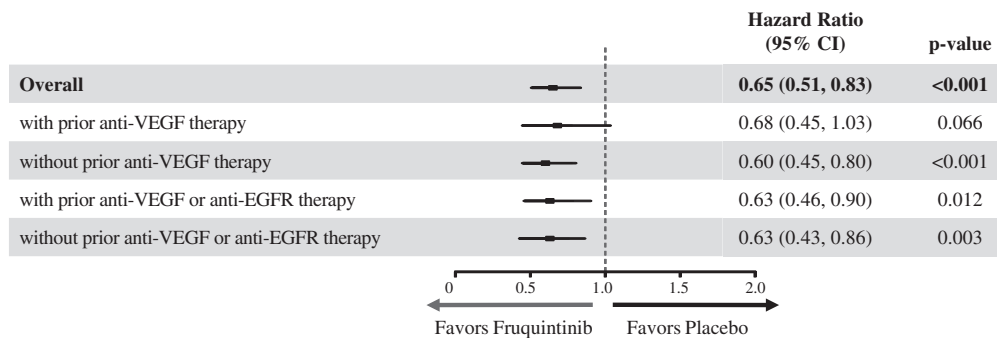 Hazard Ratio
(95% CI) p-value
Overall 0.65 (0.51, 0.83) <0.001
with prior anti-VEGF therapy 0.68 (0.45, 1.03) 0.066
without prior anti-VEGF therapy 0.60 (0.45, 0.80) <0.001
with prior anti-VEGF or anti-EGFR therapy 0.63 (0.46, 0.90) 0.012
without prior anti-VEGF or anti-EGFR therapy 0.63 (0.43, 0.86) 0.003
0 0.5 1.0 1.5 2.0
Favors Fruquintinib Favors Placebo